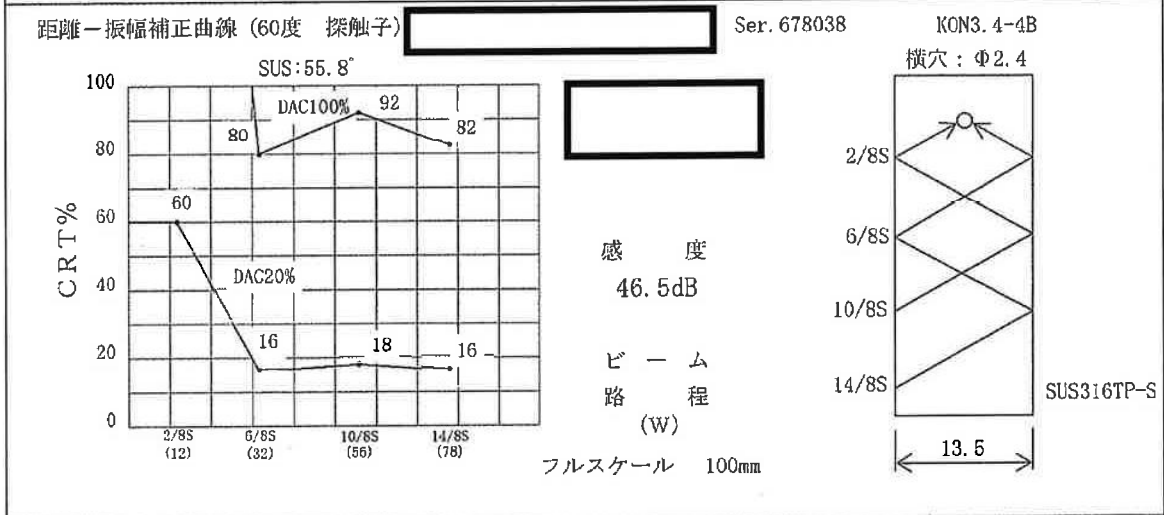 距離－振幅補正曲線 (60度 探触子)
Ser. 678038
KON3.4-4B
横穴：Φ2.4
SUS:55.8°
CRT%
100
80
60
40
20
0
DAC100%
80
92
82
60
DAC20%
16
18
16
2/8S
(12)
6/8S
(32)
10/8S
(56)
14/8S
(78)
感 度
46.5dB
ビ ー ム
路 程
(W)
フルスケール 100mm
2/8S
6/8S
10/8S
14/8S
SUS316TP-S
13.5